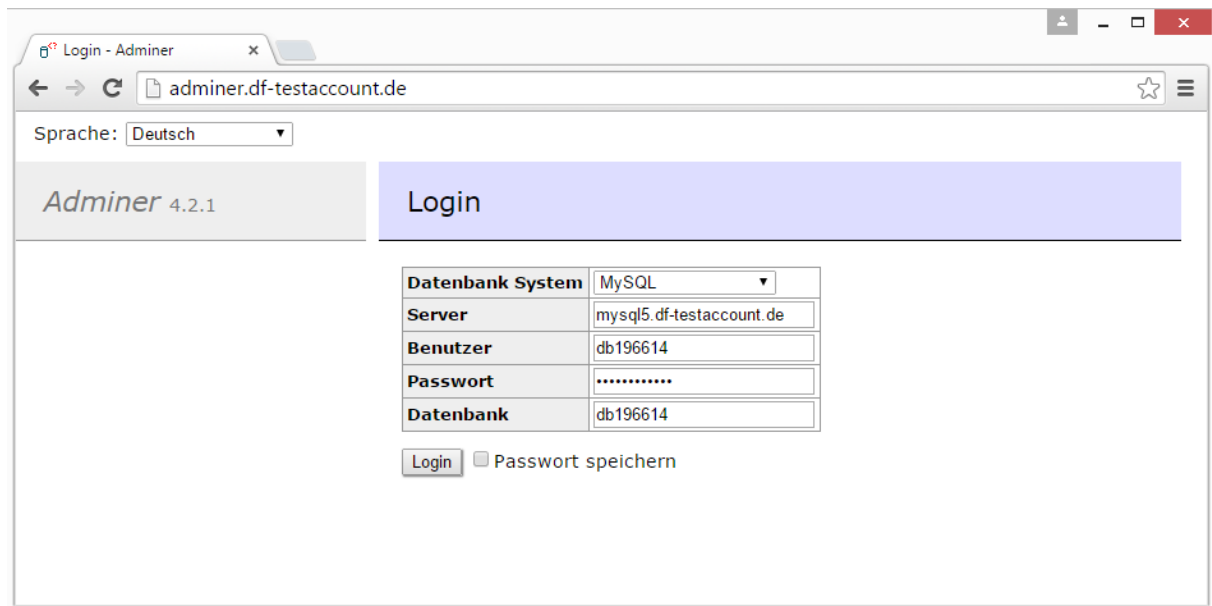 Login - Adminer
adminer.df-testaccount.de
Sprache: Deutsch
Adminer 4.2.1
Login
Datenbank System MySQL
Server mysql5.df-testaccount.de
Benutzer db196614
Passwort ••••••••••••
Datenbank db196614
Login Passwort speichern